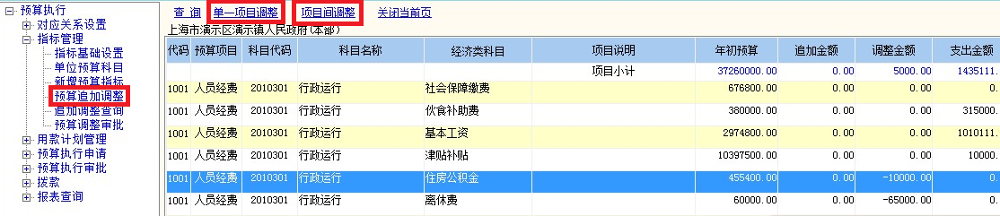 预算执行
对应关系设置
指标管理
指标基础设置
单位预算科目
新增预算指标
预算追加调整
追加调整查询
预算调整审批
用款计划管理
预算执行申请
预算执行审批
拨款
报表查询
查 询 单一项目调整 项目间调整 关闭当前页
上海市演示区演示镇人民政府(本部)
代码 预算项目 科目代码 科目名称 经济类科目 项目说明 年初预算 追加金额 调整金额 支出金额
项目小计 37260000.00 0.00 5000.00 1435111.
1001 人员经费 2010301 行政运行 社会保障缴费 676800.00 0.00 0.00 0.
1001 人员经费 2010301 行政运行 伙食补助费 380000.00 0.00 0.00 315000.
1001 人员经费 2010301 行政运行 基本工资 2974800.00 0.00 0.00 1010111.
1001 人员经费 2010301 行政运行 津贴补贴 10397500.00 0.00 0.00 10000.
1001 人员经费 2010301 行政运行 住房公积金 455400.00 0.00 -10000.00 0.
1001 人员经费 2010301 行政运行 离休费 60000.00 0.00 -65000.00 0.